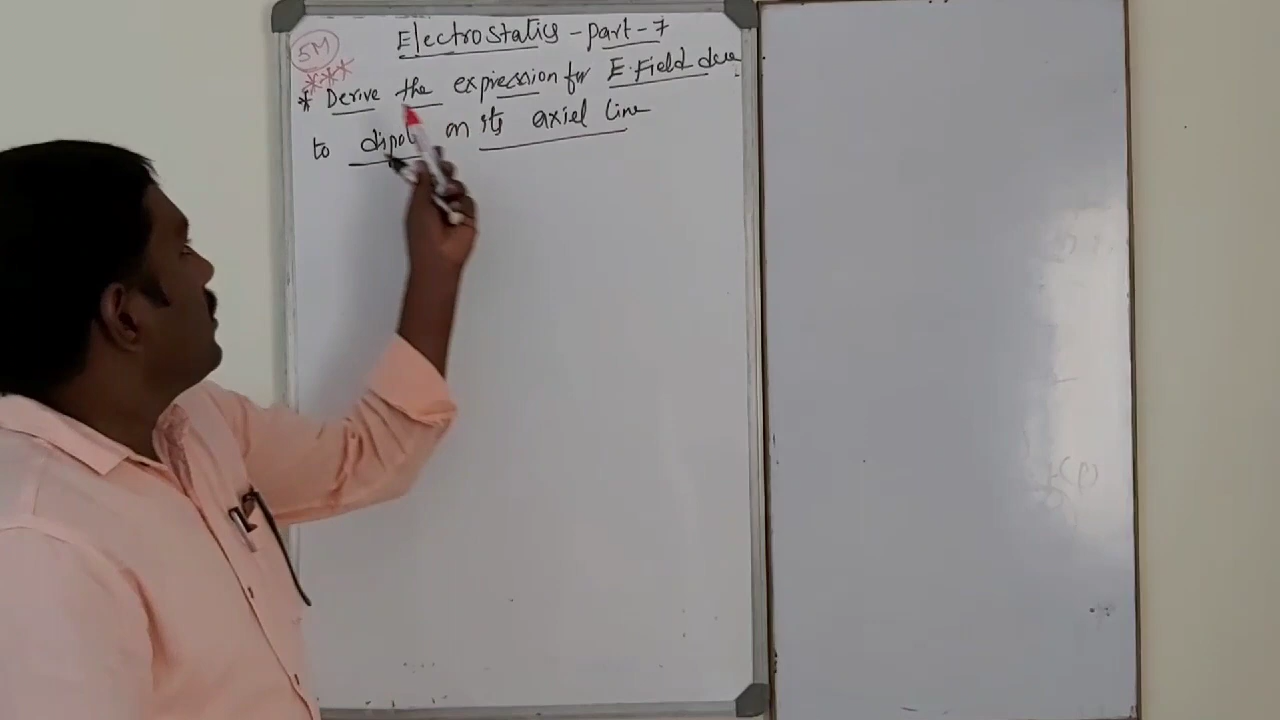 Electrostatics - part - 7
5M
***
* Derive the expression for E.Field due
to dipole on its axial line